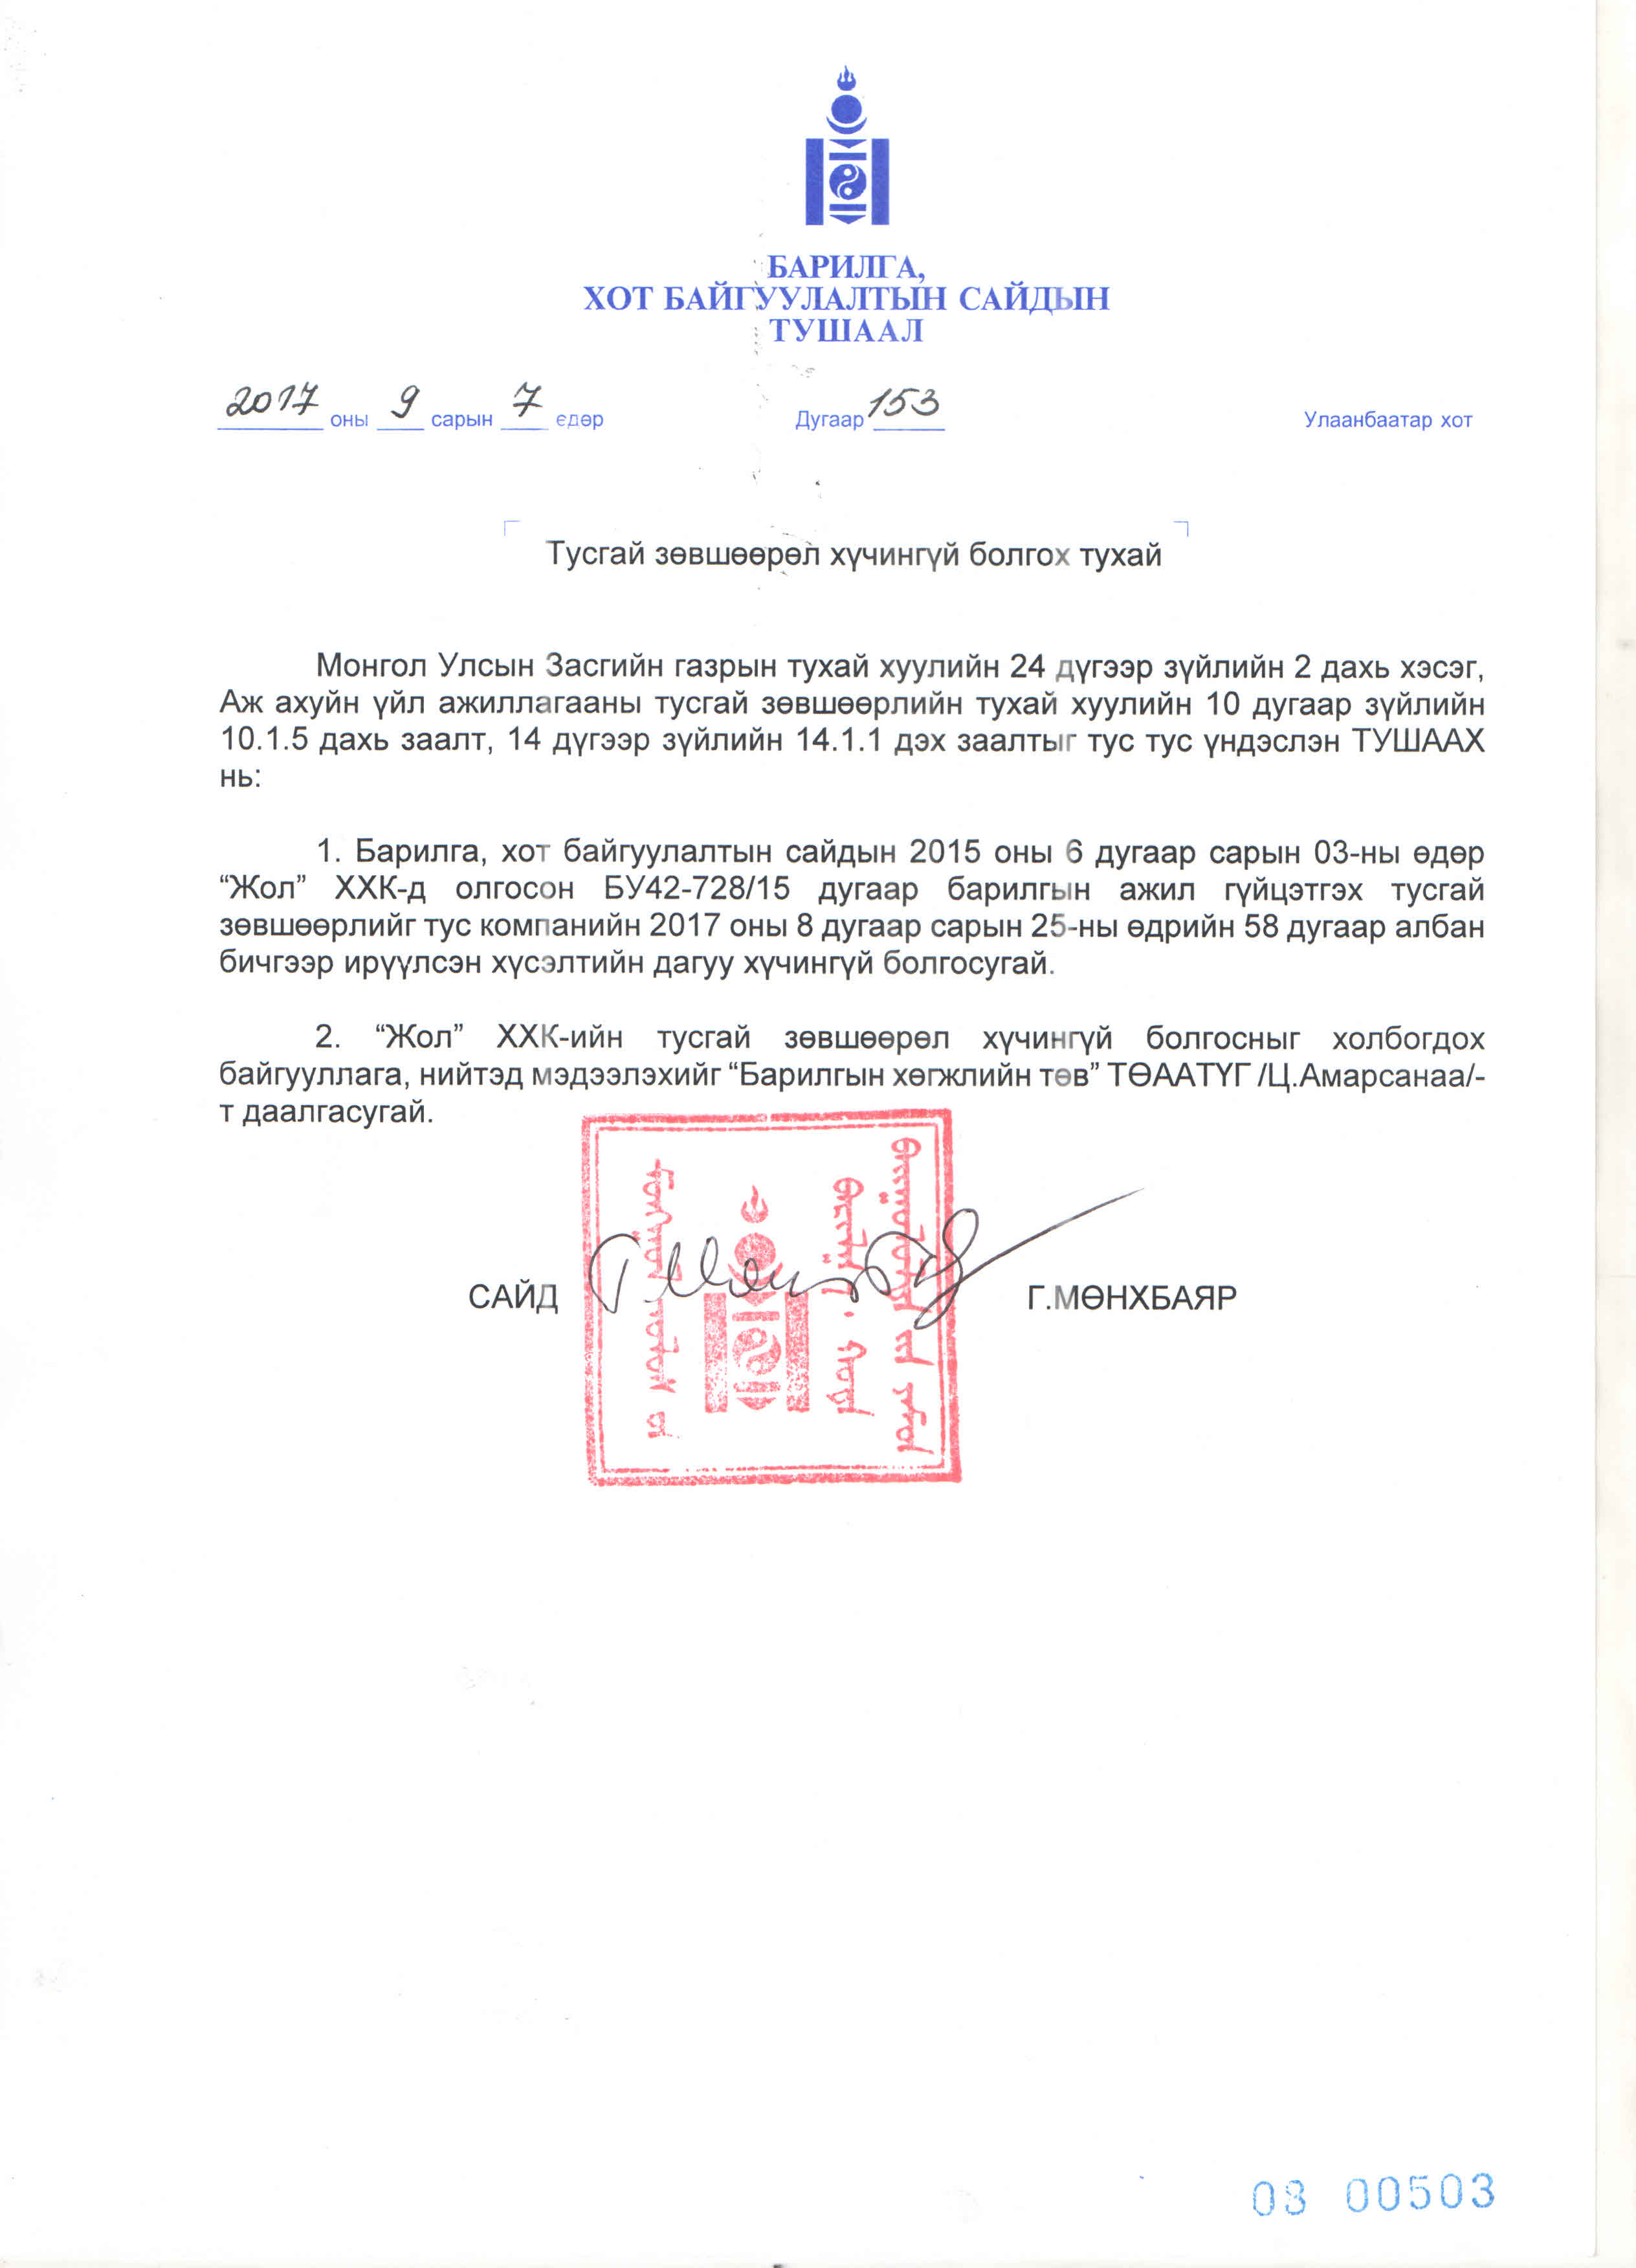 БАРИЛГА,
ХОТ БАЙГУУЛАЛТЫН САЙДЫН
ТУШААЛ
2017 оны 9 сарын 7 өдөр Дугаар 153 Улаанбаатар хот
Тусгай зөвшөөрөл хүчингүй болгох тухай
Монгол Улсын Засгийн газрын тухай хуулийн 24 дүгээр зүйлийн 2 дахь хэсэг,
Аж ахуйн үйл ажиллагааны тусгай зөвшөөрлийн тухай хуулийн 10 дугаар зүйлийн
10.1.5 дахь заалт, 14 дүгээр зүйлийн 14.1.1 дэх заалтыг тус тус үндэслэн ТУШААХ
нь:
1. Барилга, хот байгуулалтын сайдын 2015 оны 6 дугаар сарын 03-ны өдөр
“Жол” ХХК-д олгосон БУ42-728/15 дугаар барилгын ажил гүйцэтгэх тусгай
зөвшөөрлийг тус компанийн 2017 оны 8 дугаар сарын 25-ны өдрийн 58 дугаар албан
бичгээр ирүүлсэн хүсэлтийн дагуу хүчингүй болгосугай.
2. “Жол” ХХК-ийн тусгай зөвшөөрөл хүчингүй болгосныг холбогдох
байгууллага, нийтэд мэдээлэхийг “Барилгын хөгжлийн төв” ТӨААТҮГ /Ц.Амарсанаа/-
т даалгасугай.
САЙД Г.МӨНХБАЯР
03 00503